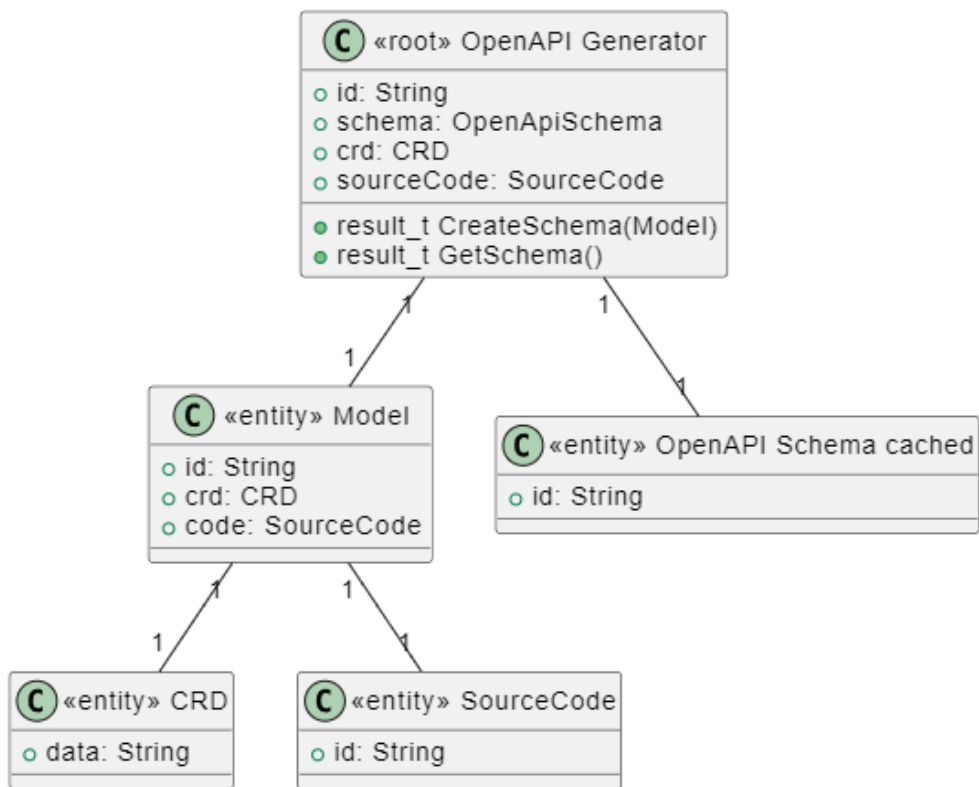 C «root» OpenAPI Generator
id: String
schema: OpenApiSchema
crd: CRD
sourceCode: SourceCode
result_t CreateSchema(Model)
result_t GetSchema()
1 1
1 1
C «entity» Model
id: String
crd: CRD
code: SourceCode
C «entity» OpenAPI Schema cached
id: String
1 1
1 1
C «entity» CRD
data: String
C «entity» SourceCode
id: String